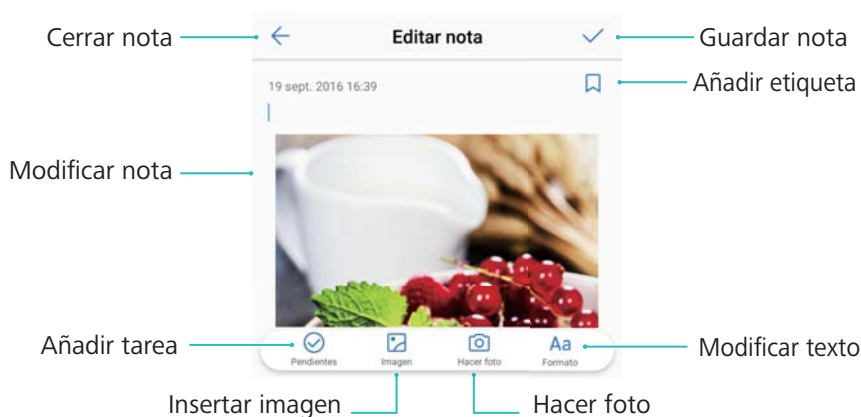 Cerrar nota
Editar nota
Guardar nota
19 sept. 2016 16:39
Añadir etiqueta
Modificar nota
Añadir tarea
Pendientes
Imagen
Hacer foto
Aa
Formato
Modificar texto
Insertar imagen
Hacer foto